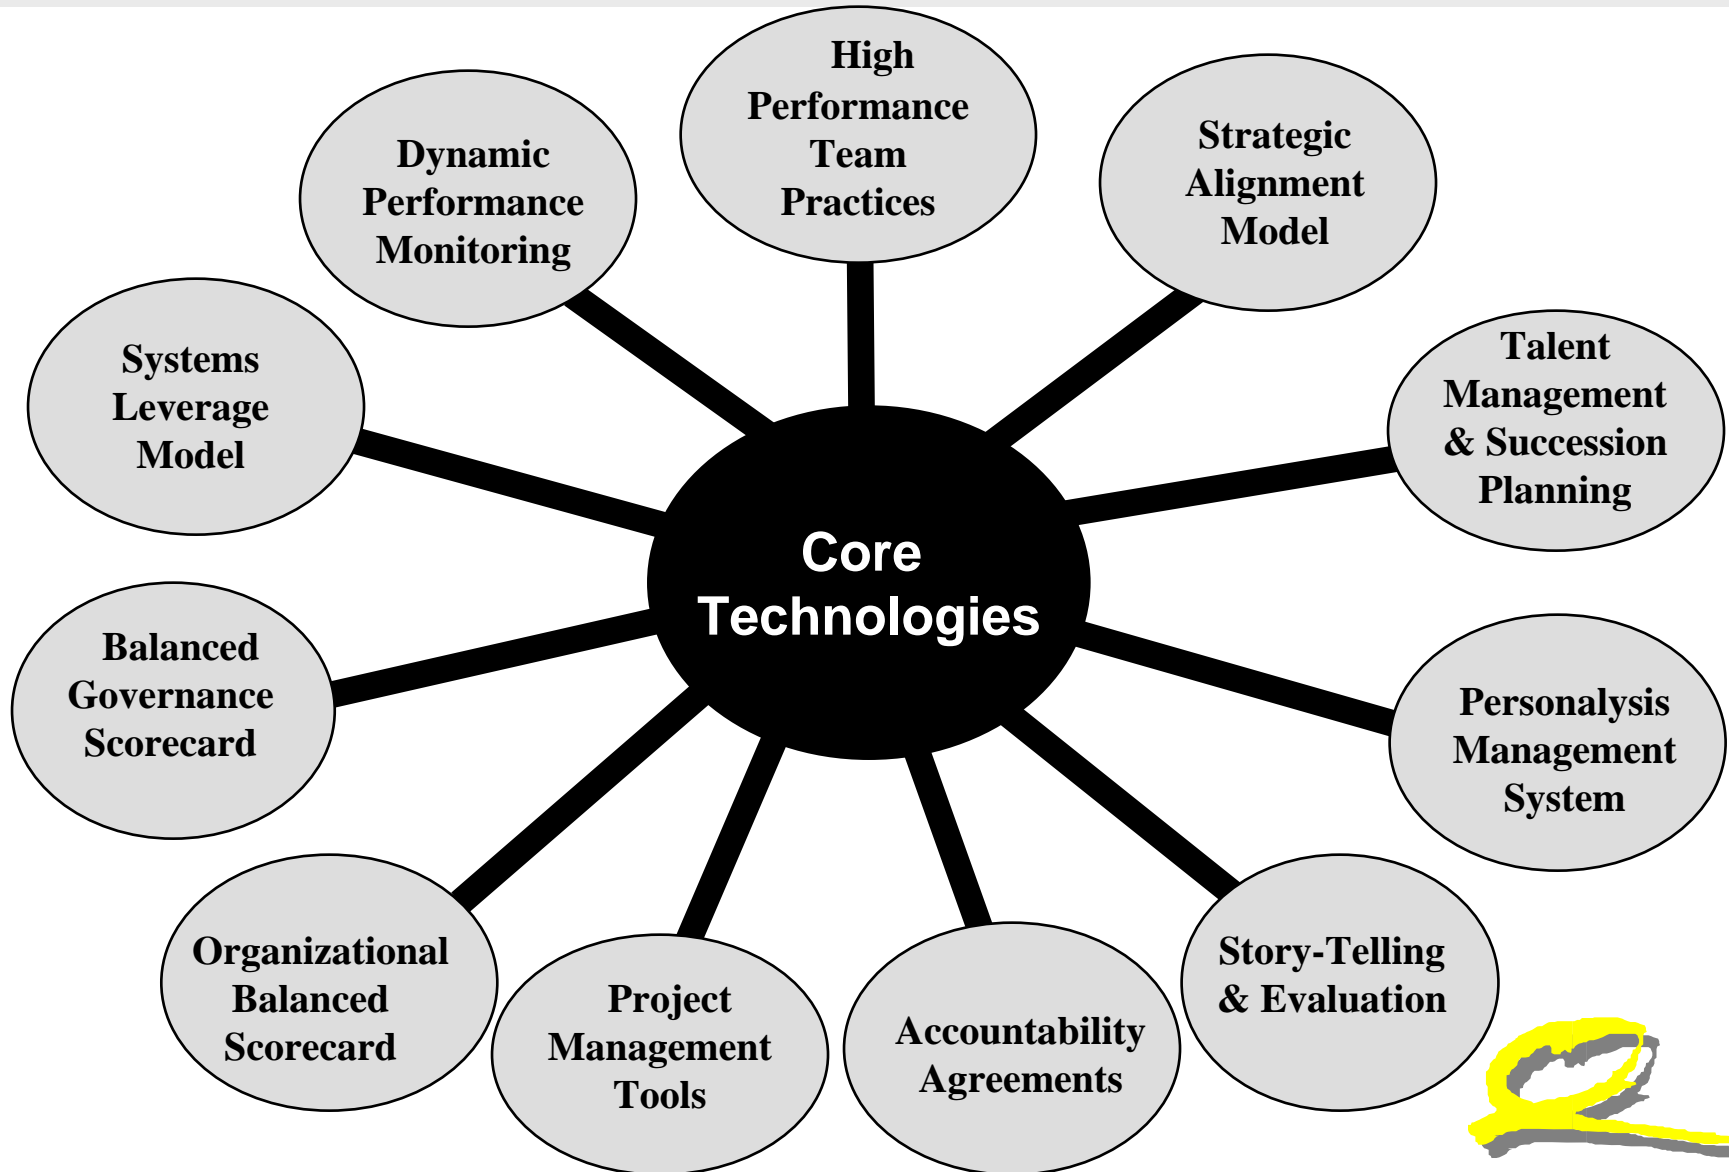 High
Performance
Team
Practices
Strategic
Alignment
Model
Talent
Management
& Succession
Planning
Personalysis
Management
System
Story-Telling
& Evaluation
Accountability
Agreements
Project
Management
Tools
Organizational
Balanced
Scorecard
Balanced
Governance
Scorecard
Systems
Leverage
Model
Dynamic
Performance
Monitoring
Core
Technologies